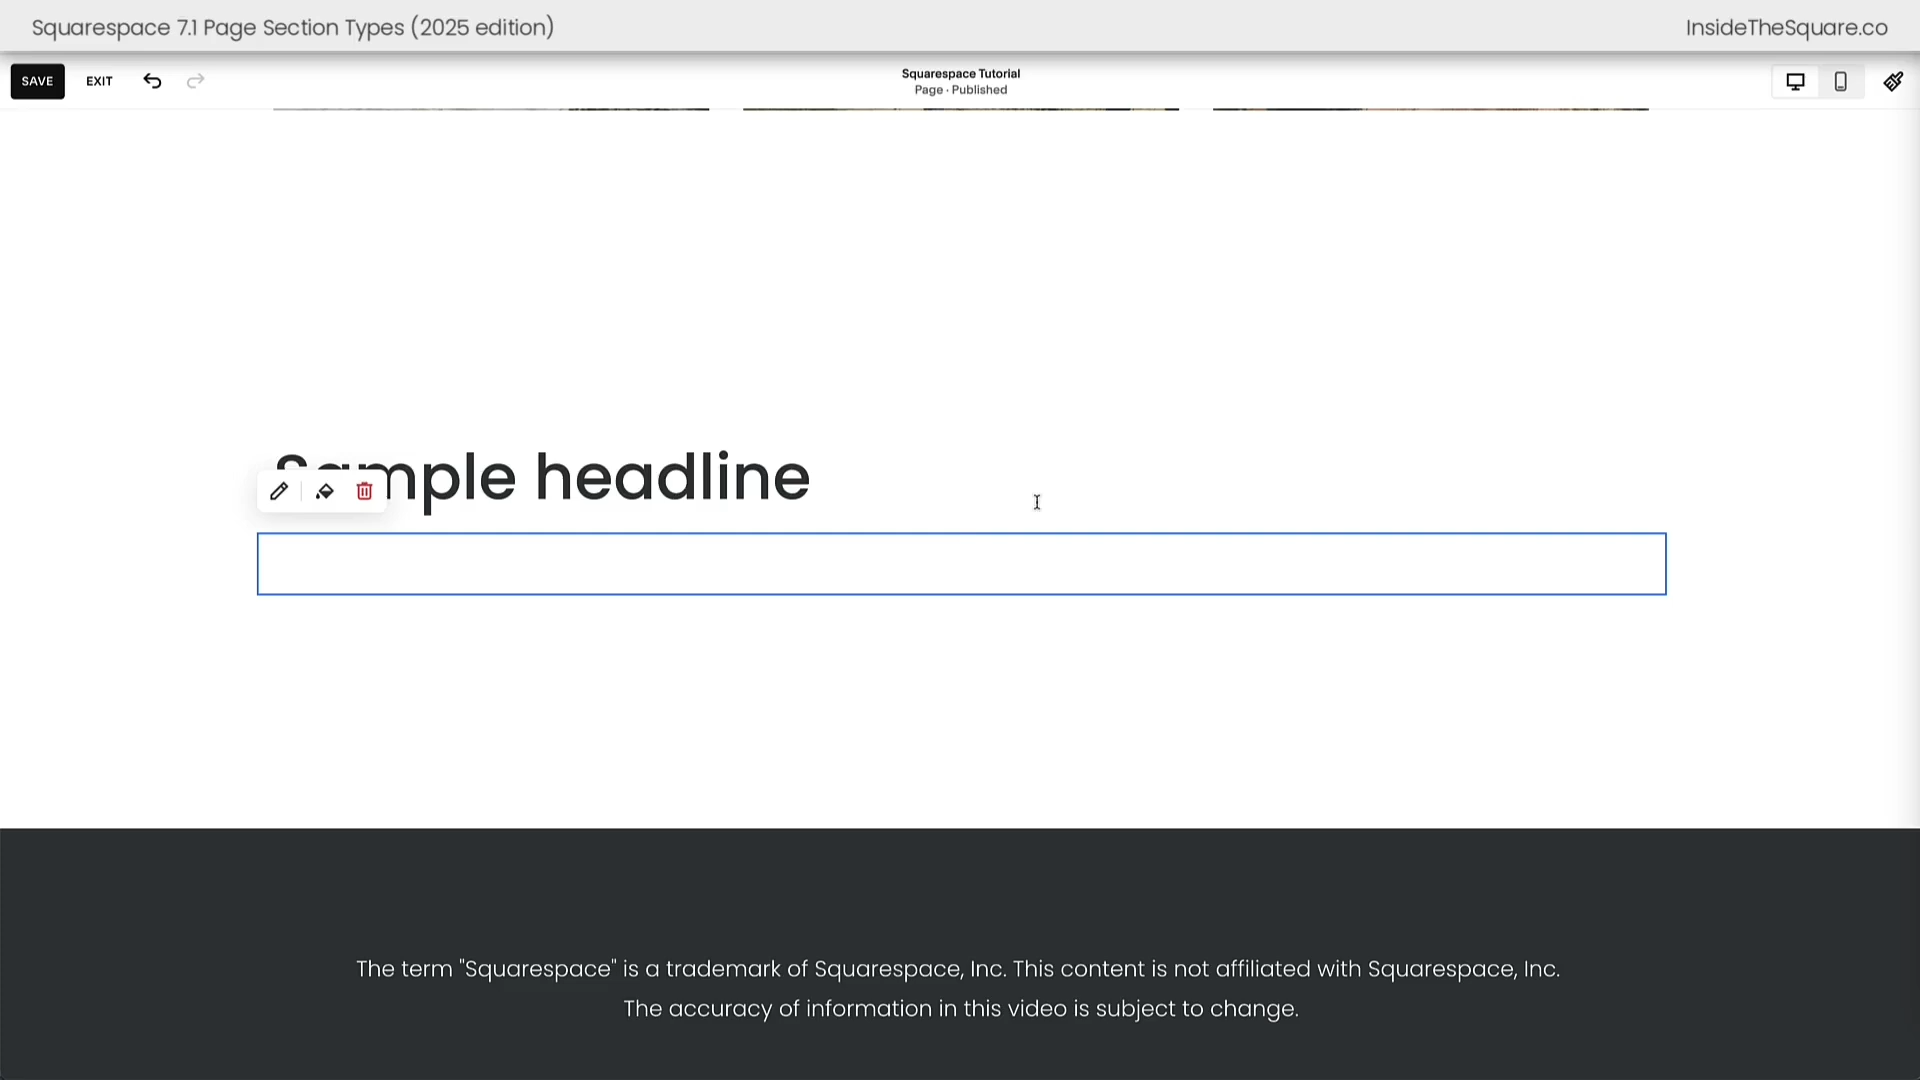 Squarespace 7.1 Page Section Types (2025 edition)
InsideTheSquare.co
SAVE
EXIT
Squarespace Tutorial
Page · Published
Sample headline
The term "Squarespace" is a trademark of Squarespace, Inc. This content is not affiliated with Squarespace, Inc.
The accuracy of information in this video is subject to change.